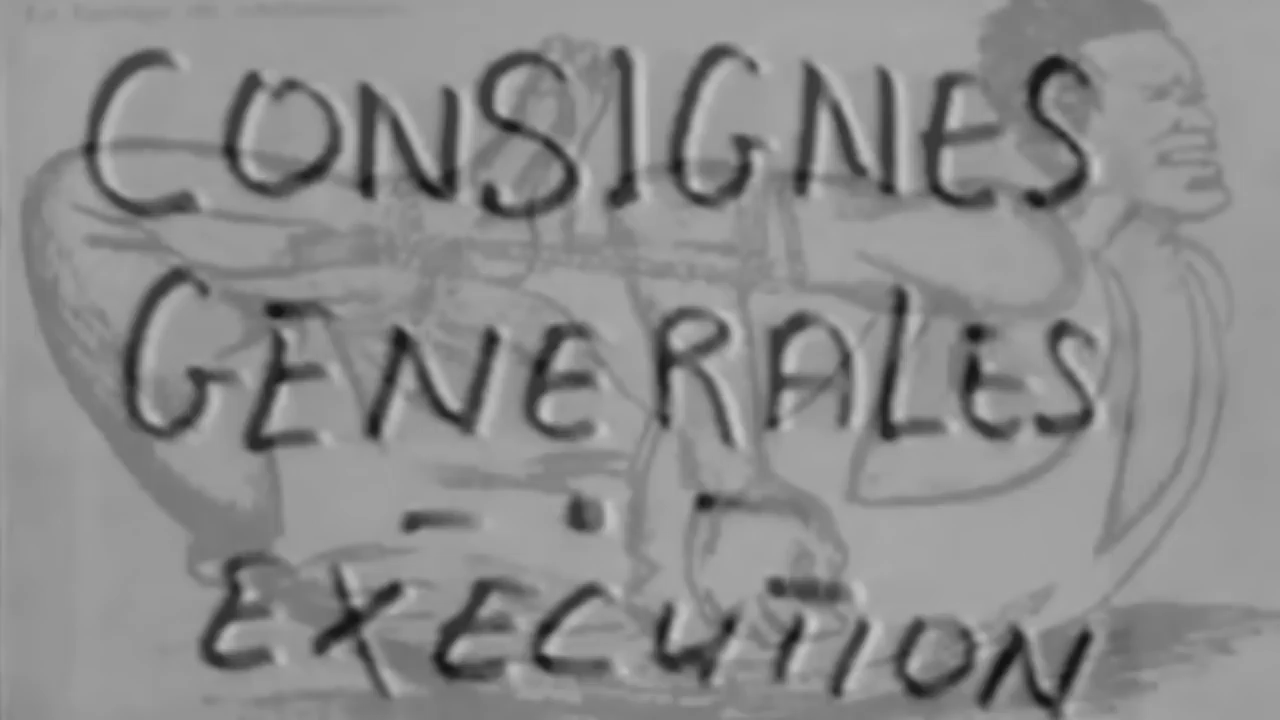 CONSIGNES
GENERALES
- . -
EXECUTION